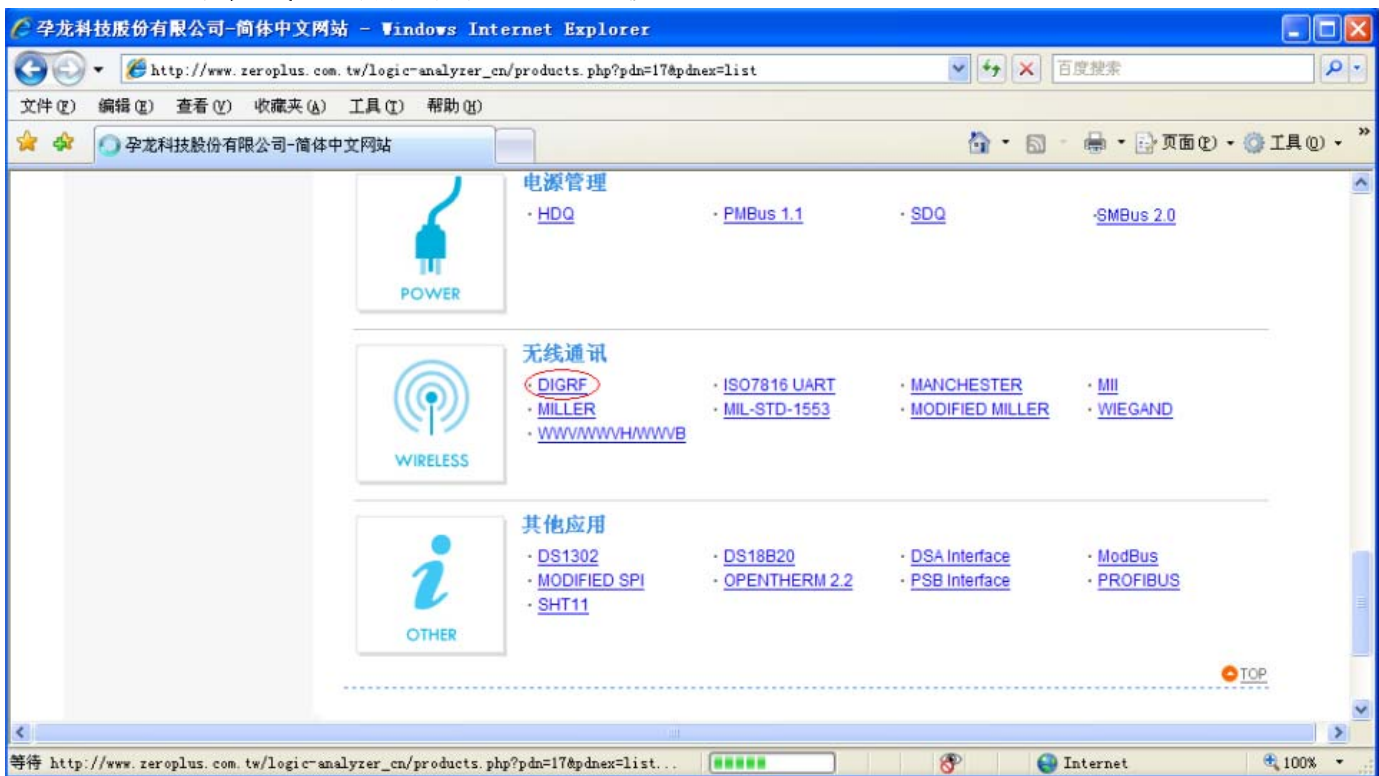 孕龙科技股份有限公司-简体中文网站 - Windows Internet Explorer
http://www.zeroplus.com.tw/logic-analyzer_cn/products.php?pdn=17&pdnex=list
百度搜索
文件(F) 编辑(E) 查看(V) 收藏夹(A) 工具(T) 帮助(H)
孕龙科技股份有限公司-简体中文网站
页面(P) 工具(O) »
电源管理
· HDQ · PMBus 1.1 · SDQ ·SMBus 2.0
POWER
无线通讯
· DIGRF · ISO7816 UART · MANCHESTER · MII
· MILLER · MIL-STD-1553 · MODIFIED MILLER · WIEGAND
· WWV/WWVH/WWVB
WIRELESS
其他应用
· DS1302 · DS18B20 · DSA Interface · ModBus
· MODIFIED SPI · OPENTHERM 2.2 · PSB Interface · PROFIBUS
· SHT11
OTHER
TOP
等待 http://www.zeroplus.com.tw/logic-analyzer_cn/products.php?pdn=17&pdnex=list... Internet 100%